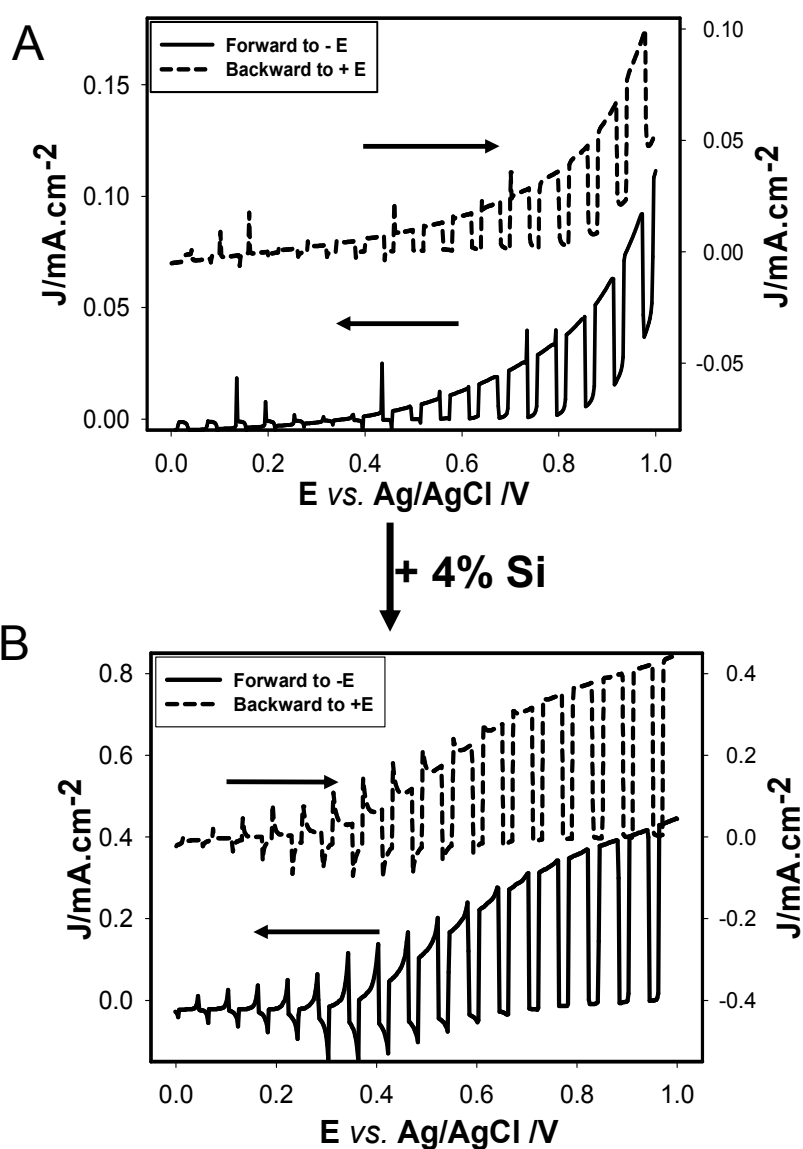 A
Forward to - E
Backward to + E
0.15
0.10
0.05
0.00
J/mA.cm-2
0.10
0.05
0.00
-0.05
J/mA.cm-2
0.0 0.2 0.4 0.6 0.8 1.0
E vs. Ag/AgCl /V
+ 4% Si
B
Forward to -E
Backward to +E
0.8
0.6
0.4
0.2
0.0
J/mA.cm-2
0.4
0.2
0.0
-0.2
-0.4
J/mA.cm-2
0.0 0.2 0.4 0.6 0.8 1.0
E vs. Ag/AgCl /V